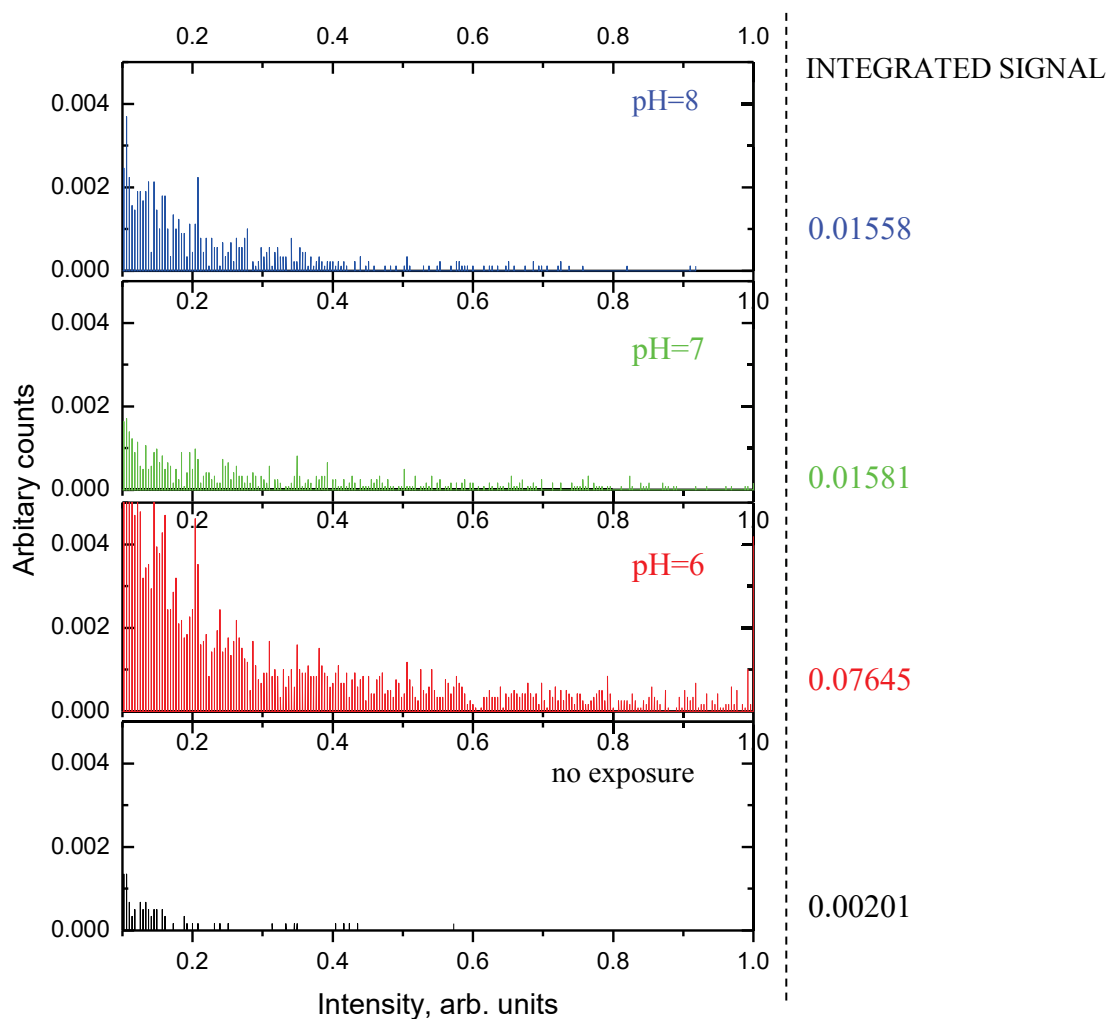 0.2 0.4 0.6 0.8 1.0
INTEGRATED SIGNAL
0.004
pH=8
0.002
0.01558
0.000
0.2 0.4 0.6 0.8 1.0
0.004
pH=7
0.002
0.01581
0.000
0.2 0.4 0.6 0.8 1.0
0.004
pH=6
0.002
0.07645
0.000
0.2 0.4 0.6 0.8 1.0
no exposure
0.004
0.002
0.00201
0.000
0.2 0.4 0.6 0.8 1.0
Arbitary counts
Intensity, arb. units